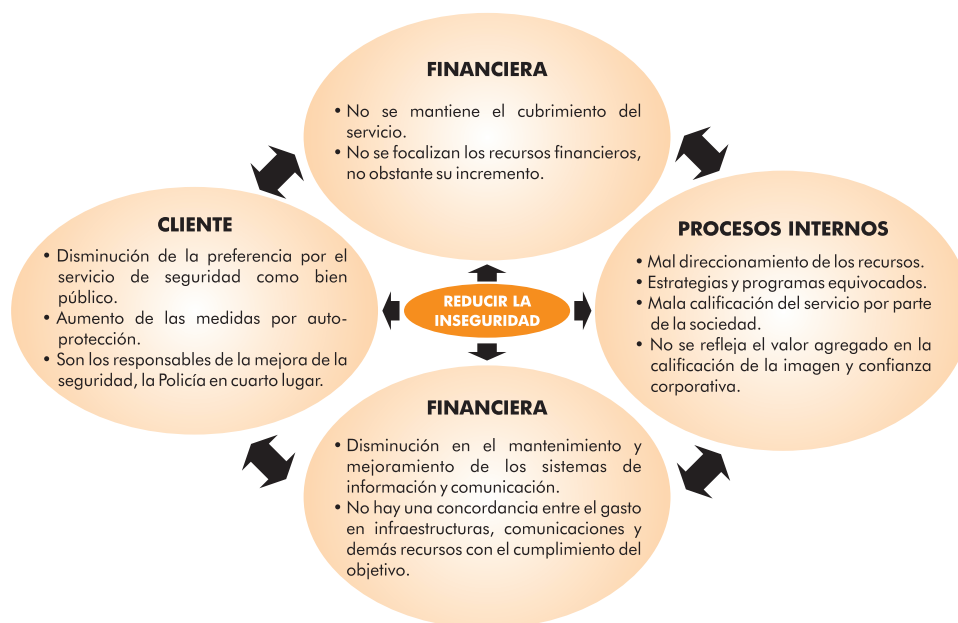 FINANCIERA
• No se mantiene el cubrimiento del
servicio.
• No se focalizan los recursos financieros,
no obstante su incremento.
CLIENTE
• Disminución de la preferencia por el
servicio de seguridad como bien
público.
• Aumento de las medidas por auto-
protección.
• Son los responsables de la mejora de la
seguridad, la Policía en cuarto lugar.
REDUCIR LA
INSEGURIDAD
PROCESOS INTERNOS
• Mal direccionamiento de los recursos.
• Estrategias y programas equivocados.
• Mala calificación del servicio por parte
de la sociedad.
• No se refleja el valor agregado en la
calificación de la imagen y confianza
corporativa.
FINANCIERA
• Disminución en el mantenimiento y
mejoramiento de los sistemas de
información y comunicación.
• No hay una concordancia entre el gasto
en infraestructuras, comunicaciones y
demás recursos con el cumplimiento del
objetivo.